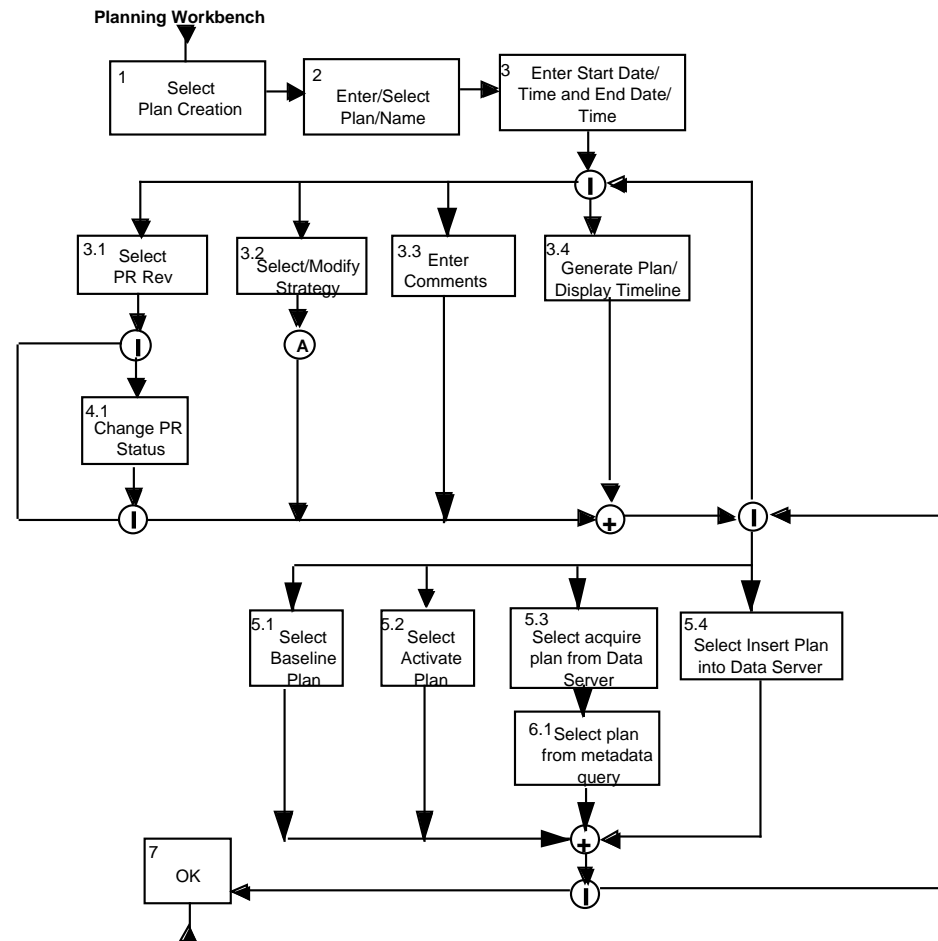 Planning Workbench
1
Select
Plan Creation
2
Enter/Select
Plan/Name
3
Enter Start Date/
Time and End Date/
Time
I
3.1
Select
PR Rev
3.2
Select/Modify
Strategy
3.3
Enter
Comments
3.4
Generate Plan/
Display Timeline
I
A
4.1
Change PR
Status
I
+
I
5.1
Select
Baseline
Plan
5.2
Select
Activate
Plan
5.3
Select acquire
plan from Data
Server
5.4
Select Insert Plan
into Data Server
6.1
Select plan
from metadata
query
+
7
OK
I